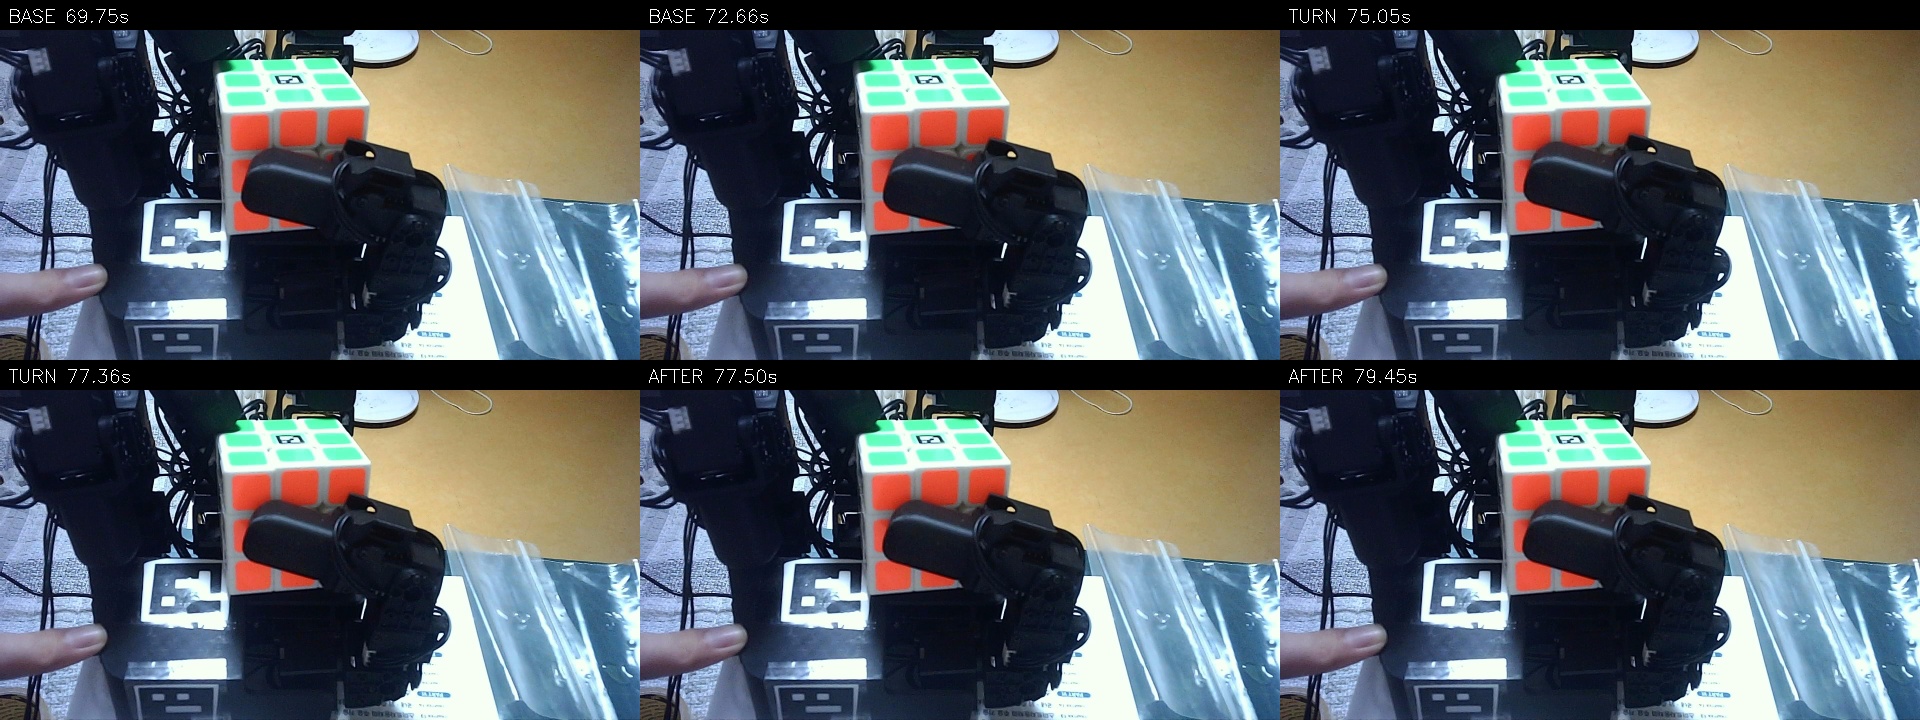 BASE 69.75s
BASE 72.66s
TURN 75.05s
TURN 77.36s
AFTER 77.50s
AFTER 79.45s